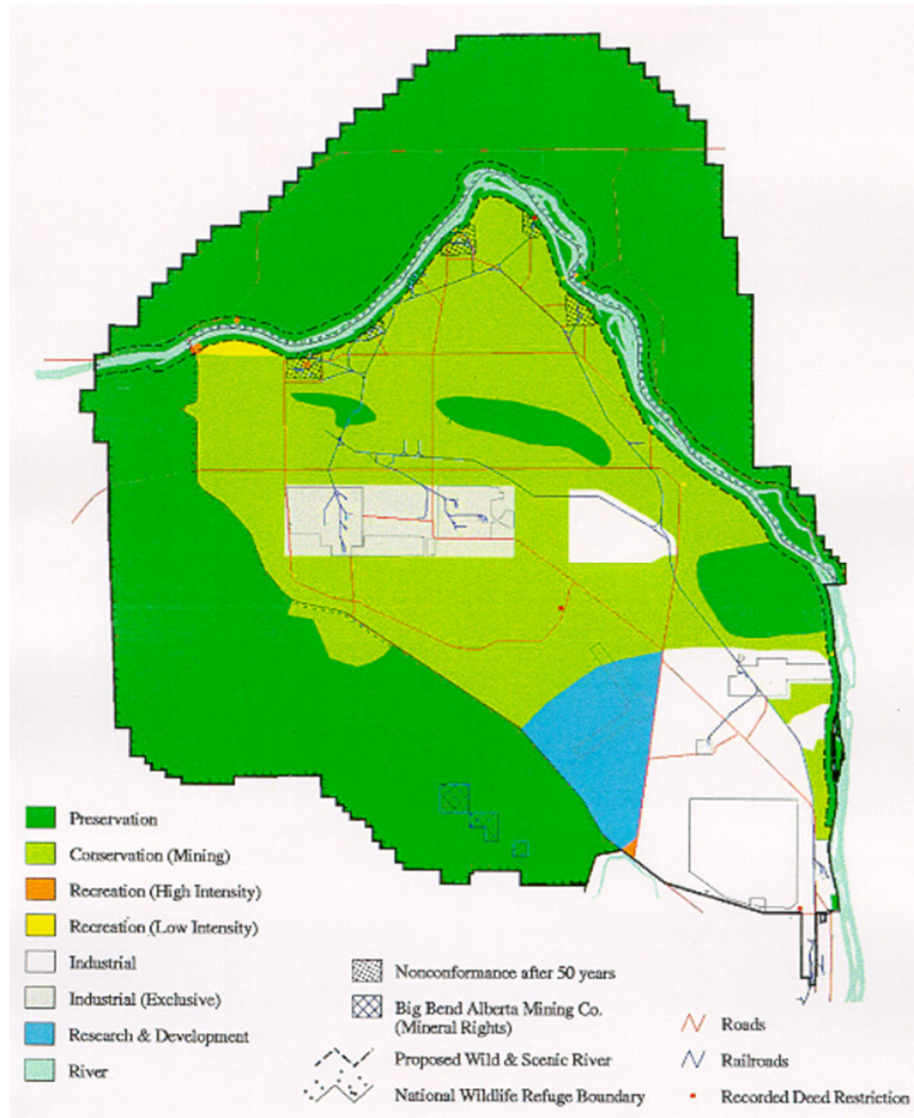 Preservation
Conservation (Mining)
Recreation (High Intensity)
Recreation (Low Intensity)
Industrial
Industrial (Exclusive)
Research & Development
River
Nonconformance after 50 years
Big Bend Alberta Mining Co.
(Mineral Rights)
Proposed Wild & Scenic River
National Wildlife Refuge Boundary
Roads
Railroads
Recorded Deed Restriction